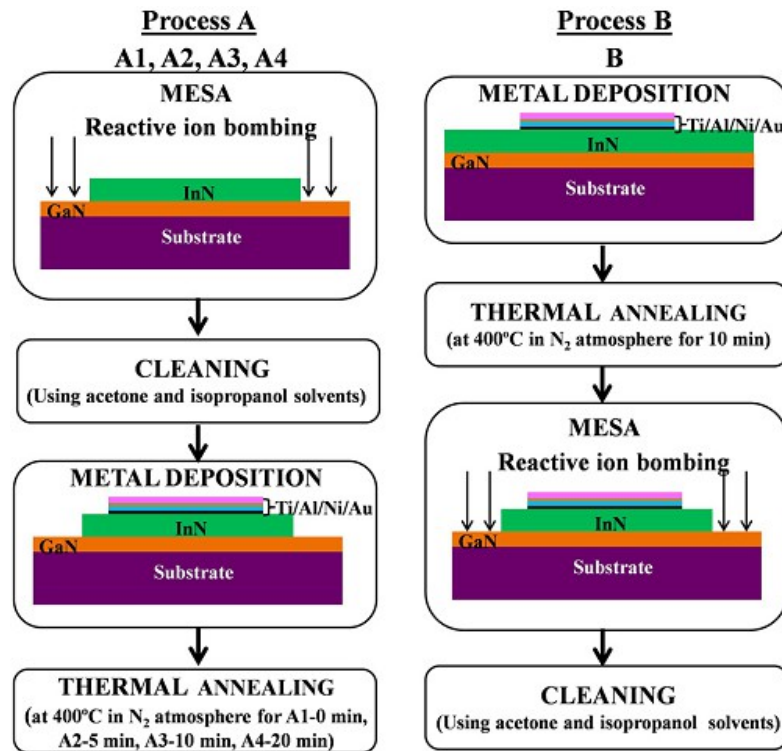 Process A
A1, A2, A3, A4
MESA
Reactive ion bombing
InN
GaN
Substrate
CLEANING
(Using acetone and isopropanol solvents)
METAL DEPOSITION
Ti/Al/Ni/Au
InN
GaN
Substrate
THERMAL ANNEALING
(at 400ºC in N₂ atmosphere for A1-0 min,
A2-5 min, A3-10 min, A4-20 min)
Process B
B
METAL DEPOSITION
Ti/Al/Ni/Au
InN
GaN
Substrate
THERMAL ANNEALING
(at 400ºC in N₂ atmosphere for 10 min)
MESA
Reactive ion bombing
InN
GaN
Substrate
CLEANING
(Using acetone and isopropanol solvents)